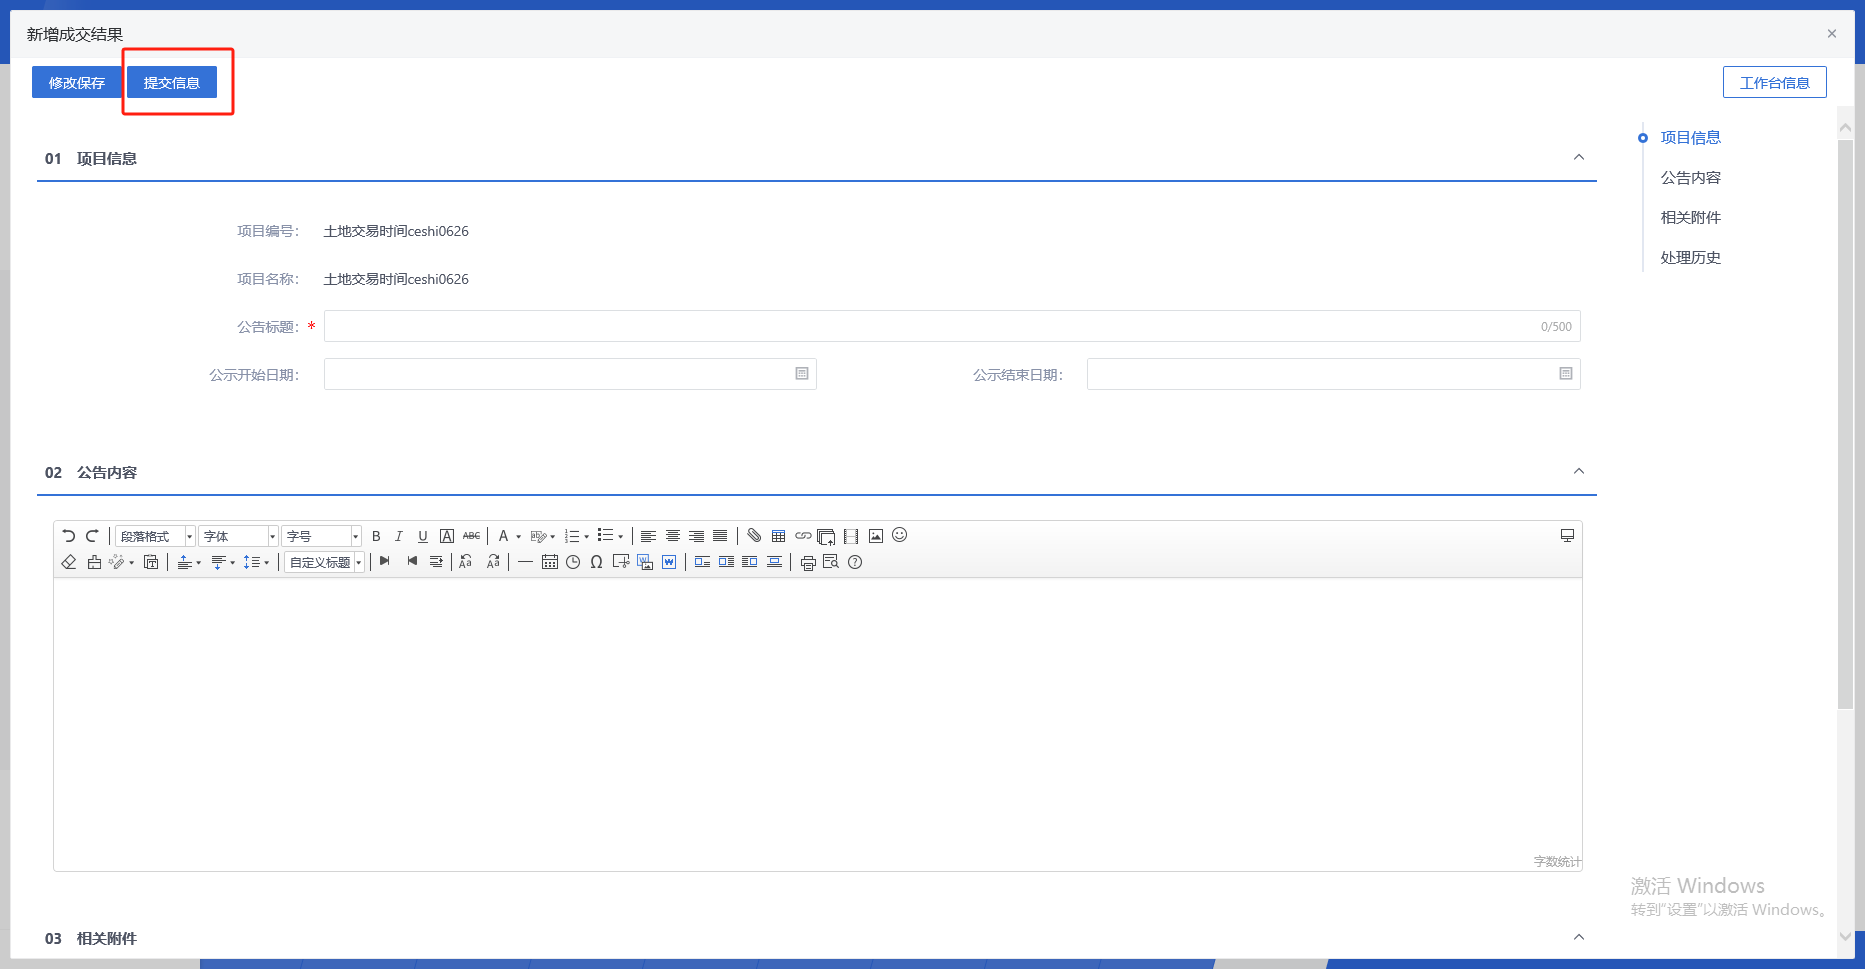 新增成交结果
修改保存 提交信息 工作台信息
01 项目信息
项目编号： 土地交易时间ceshi0626
项目名称： 土地交易时间ceshi0626
公告标题： * 0/500
公示开始日期： 公示结束日期：
项目信息
公告内容
相关附件
处理历史
02 公告内容
段落格式 字体 字号 B I U A ABC A
自定义标题
字数统计
03 相关附件
激活 Windows
转到"设置"以激活 Windows。